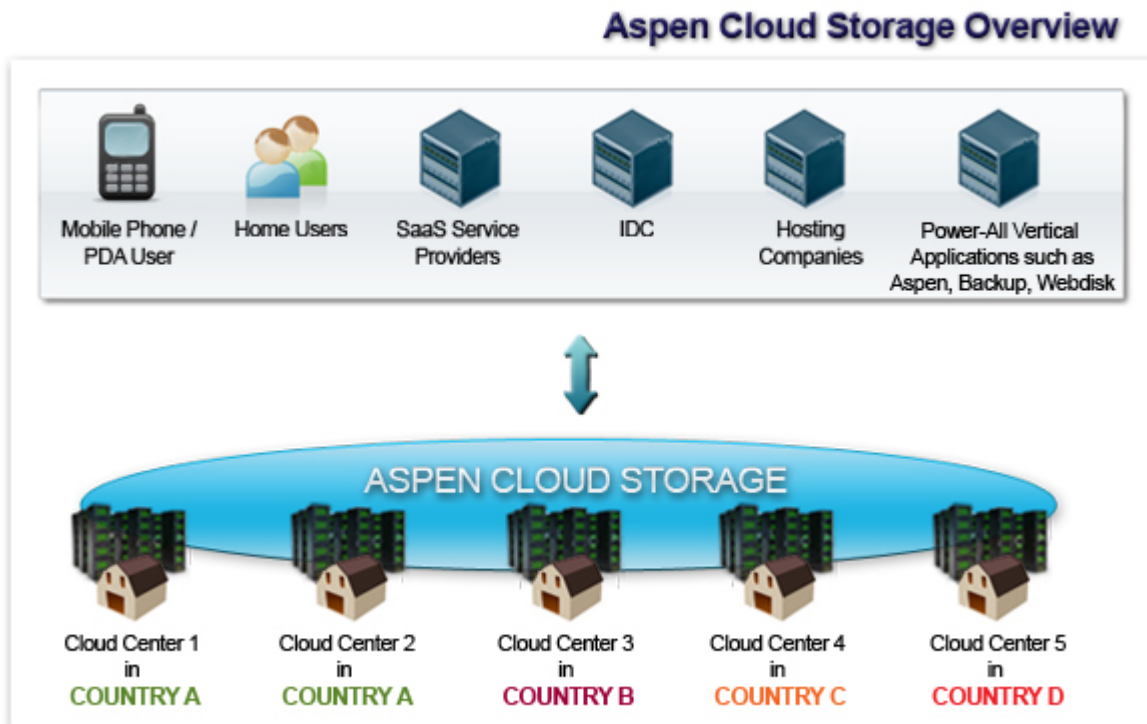 Aspen Cloud Storage Overview
Mobile Phone /
PDA User
Home Users
SaaS Service
Providers
IDC
Hosting
Companies
Power-All Vertical
Applications such as
Aspen, Backup, Webdisk
ASPEN CLOUD STORAGE
Cloud Center 1
in
COUNTRY A
Cloud Center 2
in
COUNTRY A
Cloud Center 3
in
COUNTRY B
Cloud Center 4
in
COUNTRY C
Cloud Center 5
in
COUNTRY D